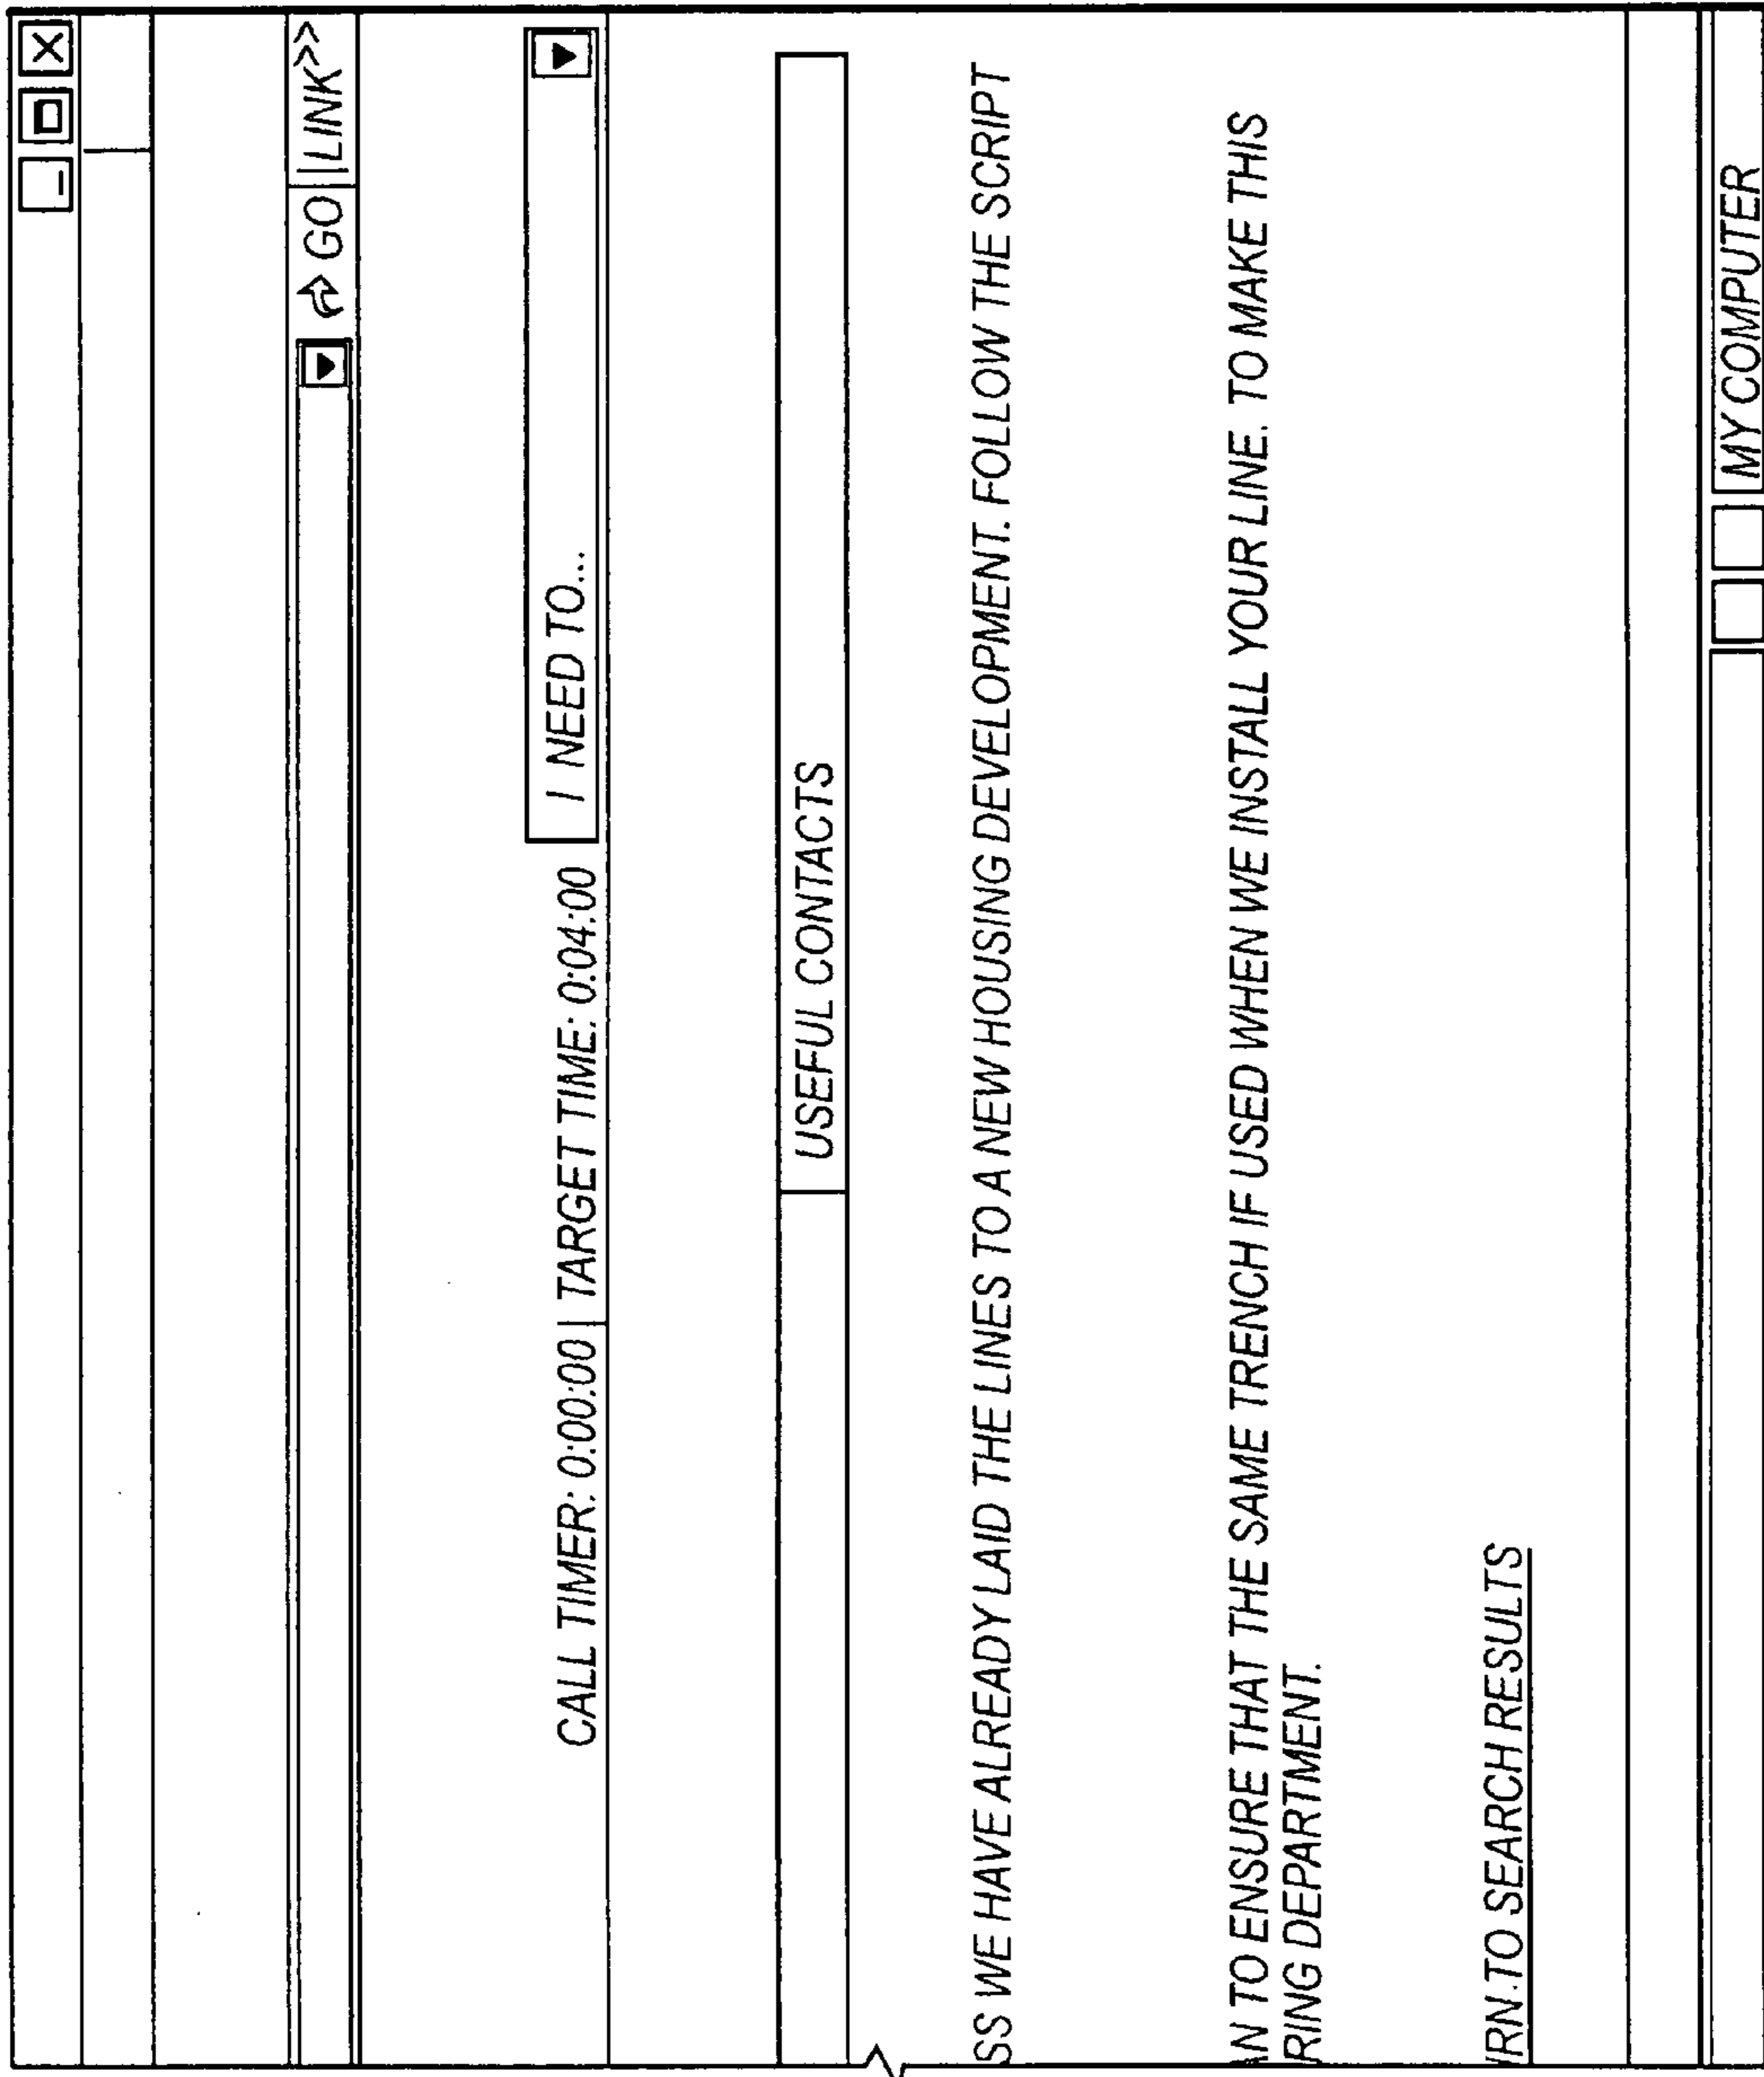 GO LINK>>
CALL TIMER: 0:00:00 | TARGET TIME: 0:04:00 I NEED TO...
USEFUL CONTACTS
SS WE HAVE ALREADY LAID THE LINES TO A NEW HOUSING DEVELOPMENT. FOLLOW THE SCRIPT
AN TO ENSURE THAT THE SAME TRENCH IF USED WHEN WE INSTALL YOUR LINE. TO MAKE THIS
RING DEPARTMENT.
RN TO SEARCH RESULTS
MY COMPUTER